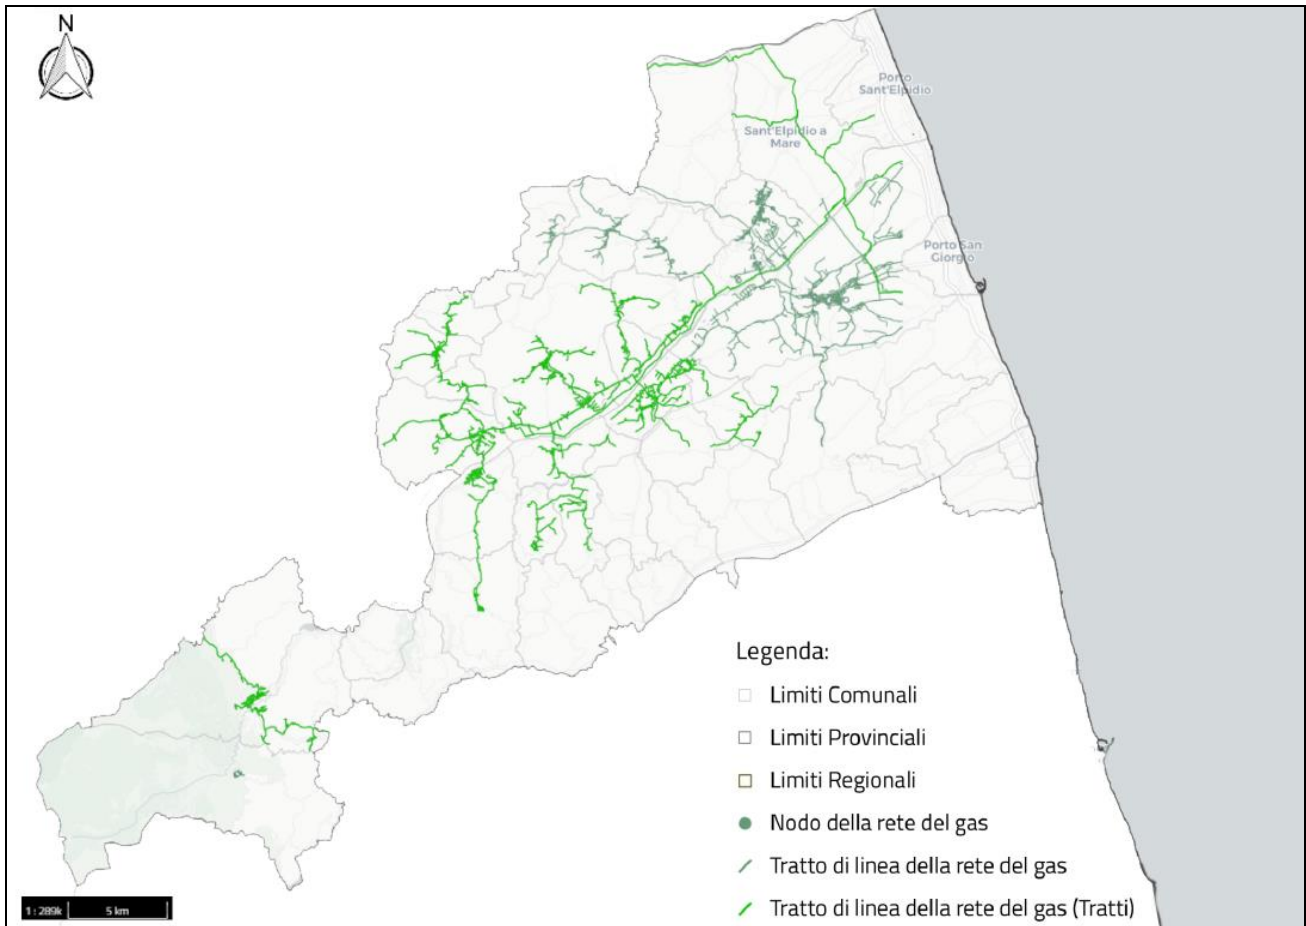 N
Porto
Sant'Elpidio
Sant'Elpidio a
Mare
Porto San
Giorgio
Legenda:
Limiti Comunali
Limiti Provinciali
Limiti Regionali
Nodo della rete del gas
Tratto di linea della rete del gas
Tratto di linea della rete del gas (Tratti)
1 : 289k
5 km